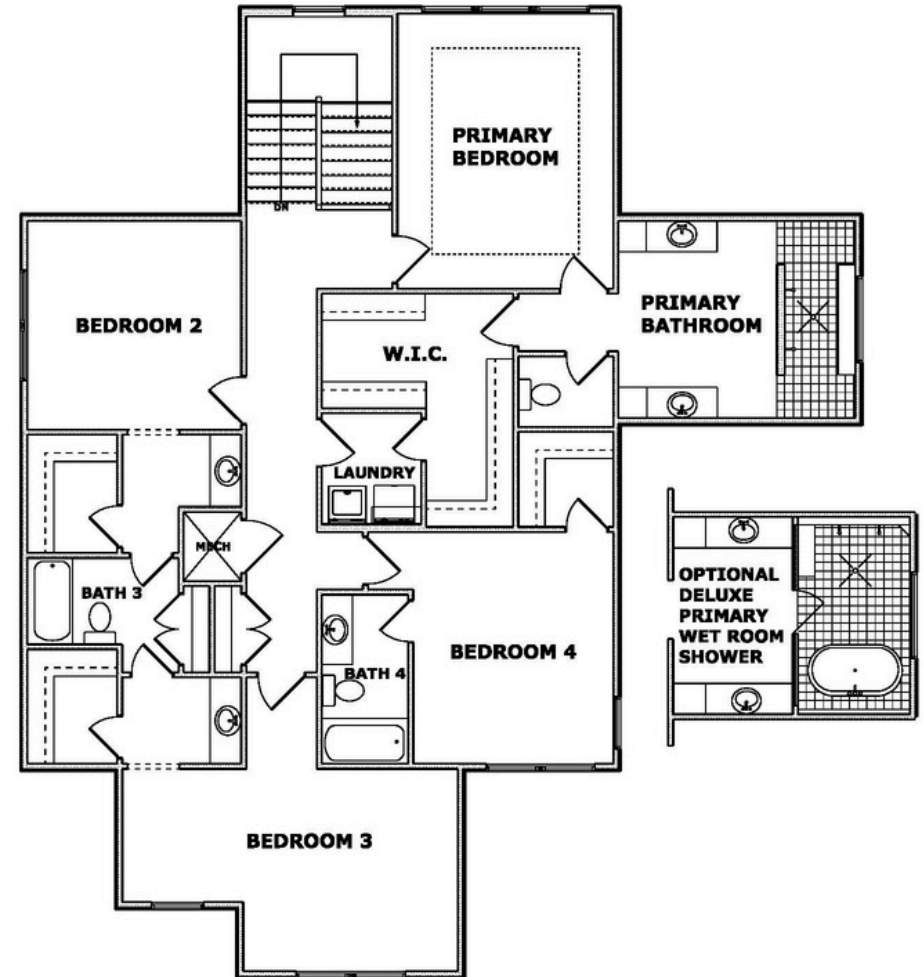 PRIMARY
BEDROOM
DN
BEDROOM 2
PRIMARY
BATHROOM
W.I.C.
LAUNDRY
MECH
BATH 3
OPTIONAL
DELUXE
PRIMARY
WET ROOM
SHOWER
BEDROOM 4
BATH 4
BEDROOM 3